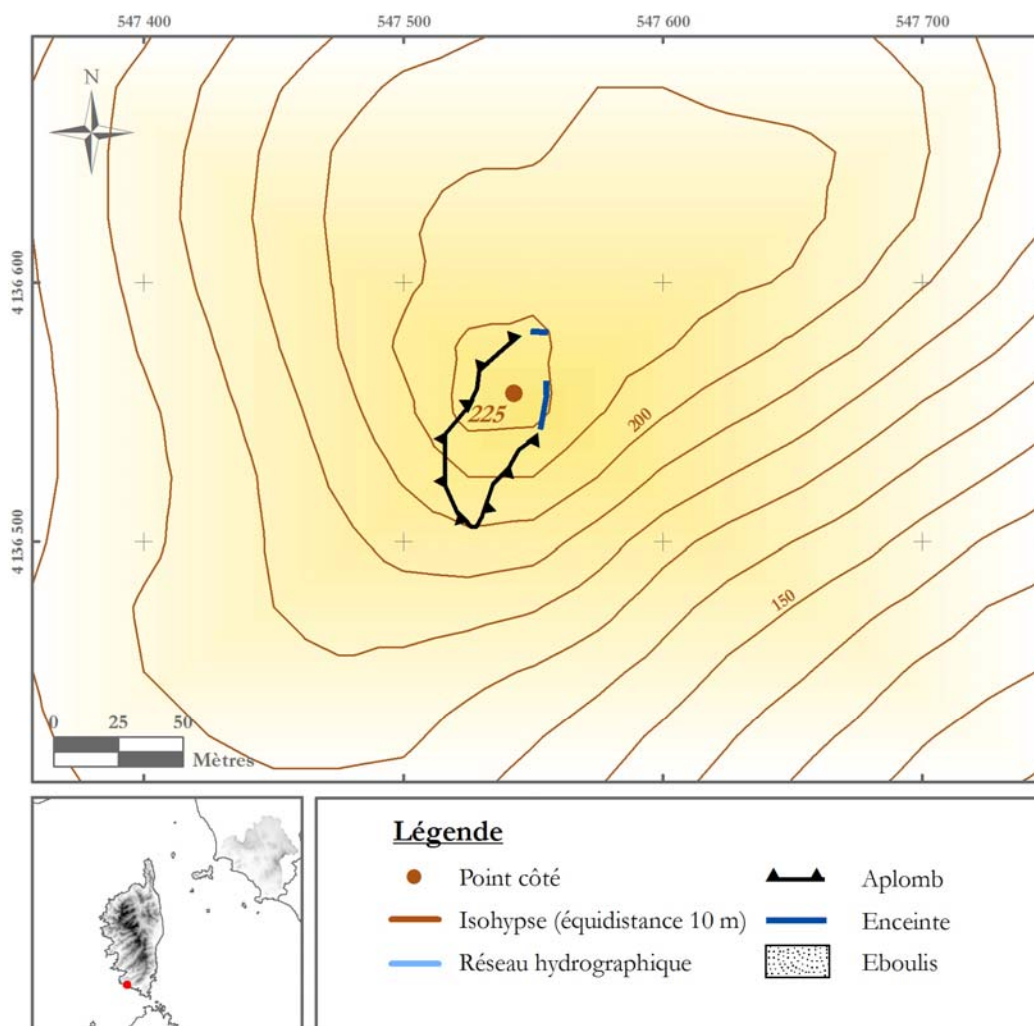 547 400
547 500
547 600
547 700
N
4 136 600
4 136 500
225
200
150
0
25
50
Mètres
Légende
Point côté
Isohypse (équidistance 10 m)
Réseau hydrographique
Aplomb
Enceinte
Eboulis